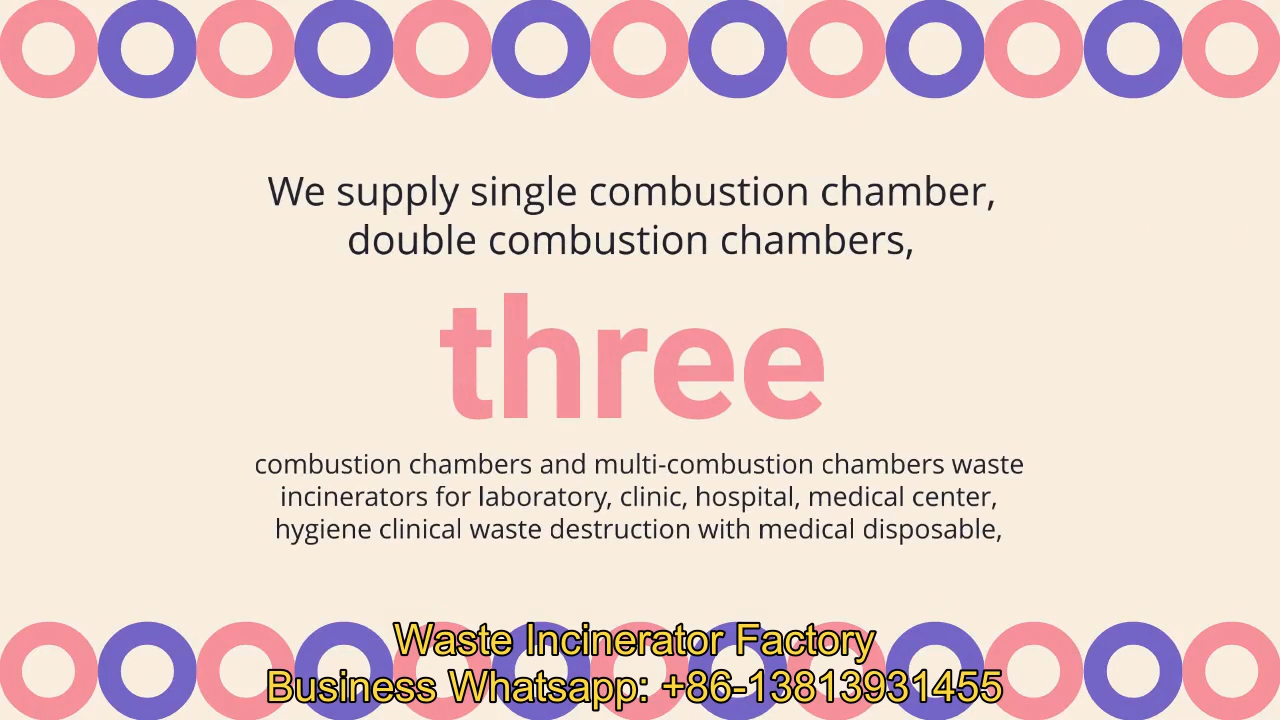 We supply single combustion chamber,
double combustion chambers,
three
combustion chambers and multi-combustion chambers waste
incinerators for laboratory, clinic, hospital, medical center,
hygiene clinical waste destruction with medical disposable,
Waste Incinerator Factory
Business Whatsapp: +86-13813931455